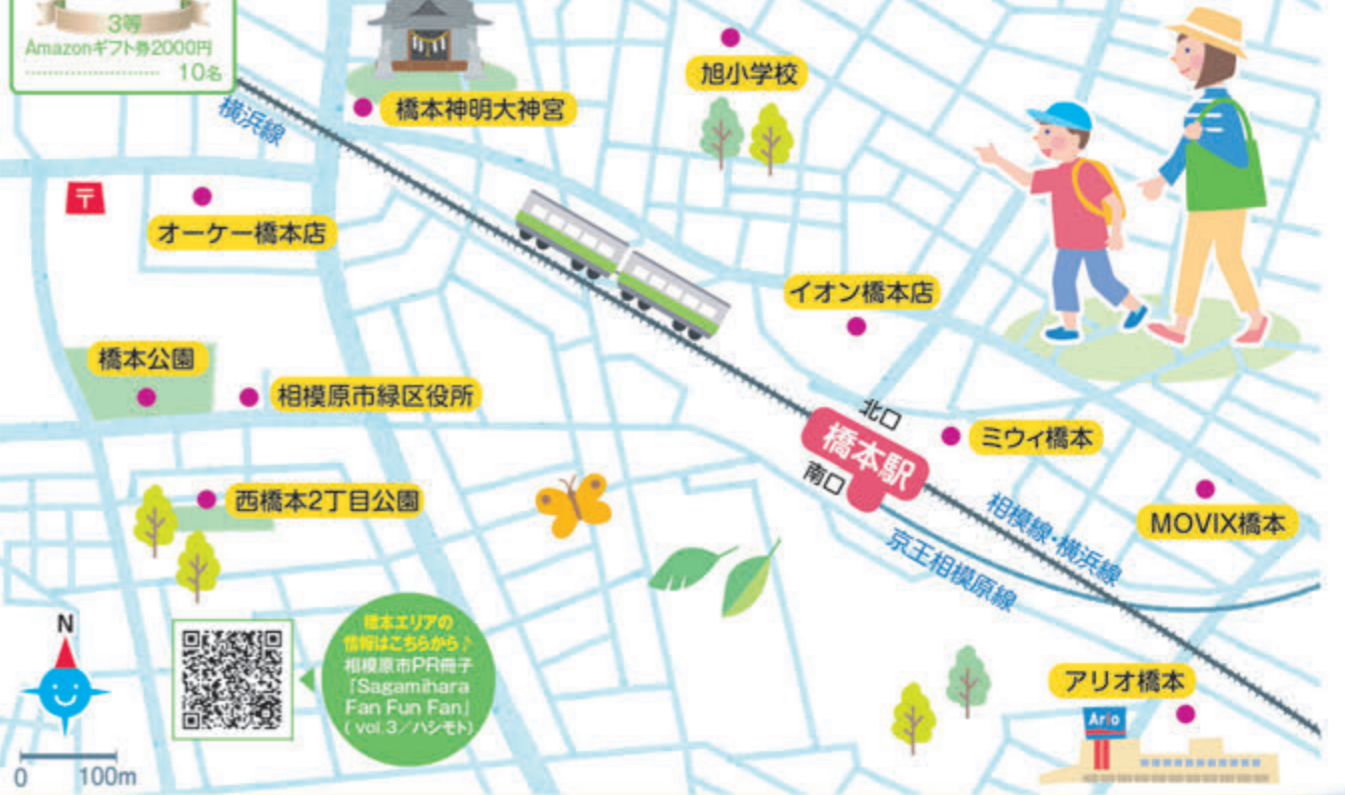 3等
Amazonギフト券2000円
10名
旭小学校
橋本神明大神宮
横浜線
〒
オーケー橋本店
イオン橋本店
橋本公園
相模原市緑区役所
北口
橋本駅
南口
ミウィ橋本
西橋本2丁目公園
相模線・横浜線
MOVIX橋本
京王相模原線
N
橋本エリアの
情報はこちらから♪
相模原市PR冊子
「Sagamihara
Fan Fun Fan」
(vol.3/ハシモト)
アリオ橋本
Ario
0 100m